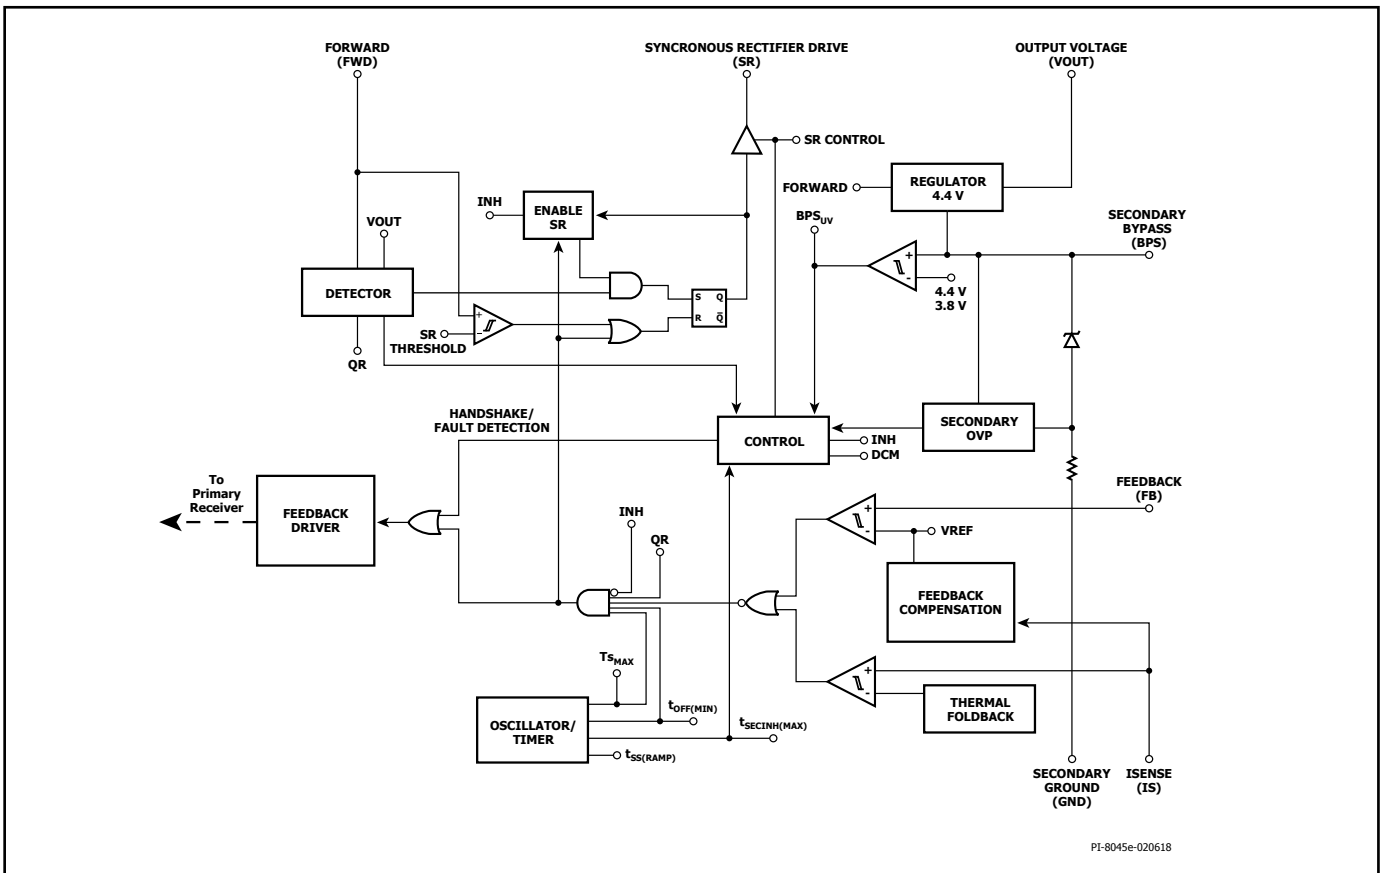 FORWARD
(FWD)
SYNCRONOUS RECTIFIER DRIVE
(SR)
OUTPUT VOLTAGE
(VOUT)
SR CONTROL
FORWARD
REGULATOR
4.4 V
INH
ENABLE
SR
VOUT
BPSUV
SECONDARY
BYPASS
(BPS)
DETECTOR
+
-
4.4 V
3.8 V
S Q
R Q̅
+
-
SR
THRESHOLD
QR
HANDSHAKE/
FAULT DETECTION
CONTROL
INH
DCM
SECONDARY
OVP
To
Primary
Receiver
FEEDBACK
DRIVER
INH
QR
+
-
FEEDBACK
(FB)
VREF
FEEDBACK
COMPENSATION
TsMAX
+
-
THERMAL
FOLDBACK
OSCILLATOR/
TIMER
tOFF(MIN)
tSECINH(MAX)
tSS(RAMP)
SECONDARY
GROUND
(GND)
ISENSE
(IS)
PI-8045e-020618